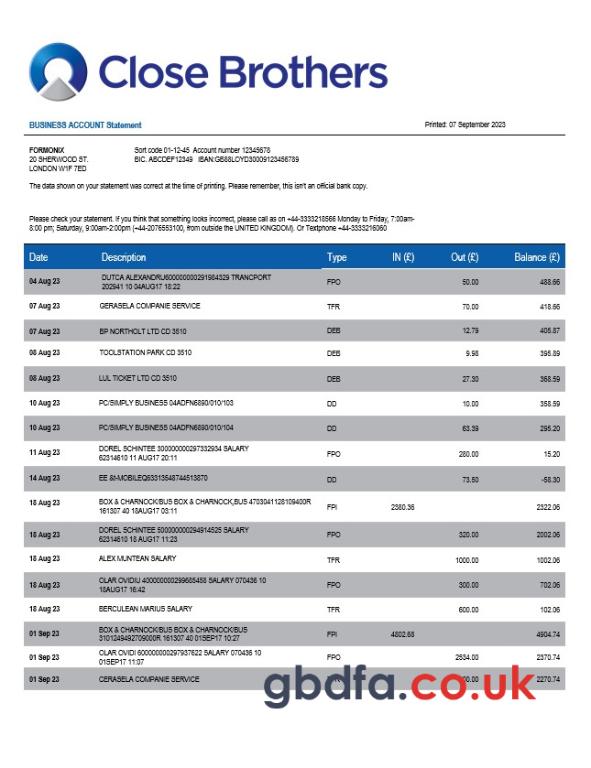 Close Brothers
BUSINESS ACCOUNT Statement Printed: 07 September 2023
FORMONIX Sort code 01-12-45 Account number 12345678
20 SHERWOOD ST. BIC. ABCDEF12349 IBAN:GB88LOYD30009123456789
LONDON W1F 7ED
The data shown on your statement was correct at the time of printing. Please remember, this isn't an official bank copy.
Please check your statement. If you think that something looks incorrect, please call as on +44-3333218566 Monday to Friday, 7:00am-
8:00 pm; Saturday, 9:00am-2:00pm (+44-2076553100, from outside the UNITED KINGDOM). Or Textphone +44-3332216060
Date Description Type IN (£) Out (£) Balance (£)
04 Aug 23 DUTCA ALEXANDRU600000000291984329 TRANCPORT FPO 50.00 488.66
202941 10 04AUG17 18:22
07 Aug 23 GERASELA COMPANIE SERVICE TFR 70.00 418.66
07 Aug 23 BP NORTHOLT LTD CD 3510 DEB 12.79 405.87
08 Aug 23 TOOLSTATION PARK CD 3510 DEB 9.98 395.89
08 Aug 23 LUL TICKET LTD CD 3510 DEB 27.30 368.59
10 Aug 23 PC/SIMPLY BUSINESS 04ADFN6890/010/103 DD 10.00 358.59
10 Aug 23 PC/SIMPLY BUSINESS 04ADFN6890/010/104 DD 63.39 295.20
11 Aug 23 DOREL SCHINTEE 300000000297332934 SALARY FPO 280.00 15.20
62314610 11 AUG17 20:11
14 Aug 23 EE &MOBILEQ63313548744513870 DD 73.50 -58.30
18 Aug 23 BOX & CHARNOCK/BUS BOX & CHARNOCK,BUS 4703041128109400R FPI 2380.36 2322.06
161307 40 18AUG17 03:11
18 Aug 23 DOREL SCHINTEE 500000000294914525 SALARY FPO 320.00 2002.06
62314610 18 AUG17 11:23
18 Aug 23 ALEX MUNTEAN SALARY TFR 1000.00 1002.06
18 Aug 23 OLAR OVIDIU 400000000299685458 SALARY 070436 10 FPO 300.00 702.06
18AUG17 16:42
18 Aug 23 BERCULEAN MARIUS SALARY TFR 600.00 102.06
01 Sep 23 BOX & CHARNOCK/BUS BOX & CHARNOCK/BUS FPI 4802.68 4904.74
3101249492709000R 161307 40 01SEP17 10:27
01 Sep 23 OLAR OVIDI 600000000297937622 SALARY 070436 10 FPO 2534.00 2370.74
01SEP17 11:07
01 Sep 23 CERASELA COMPANIE SERVICE 2270.74
gbdfa.co.uk